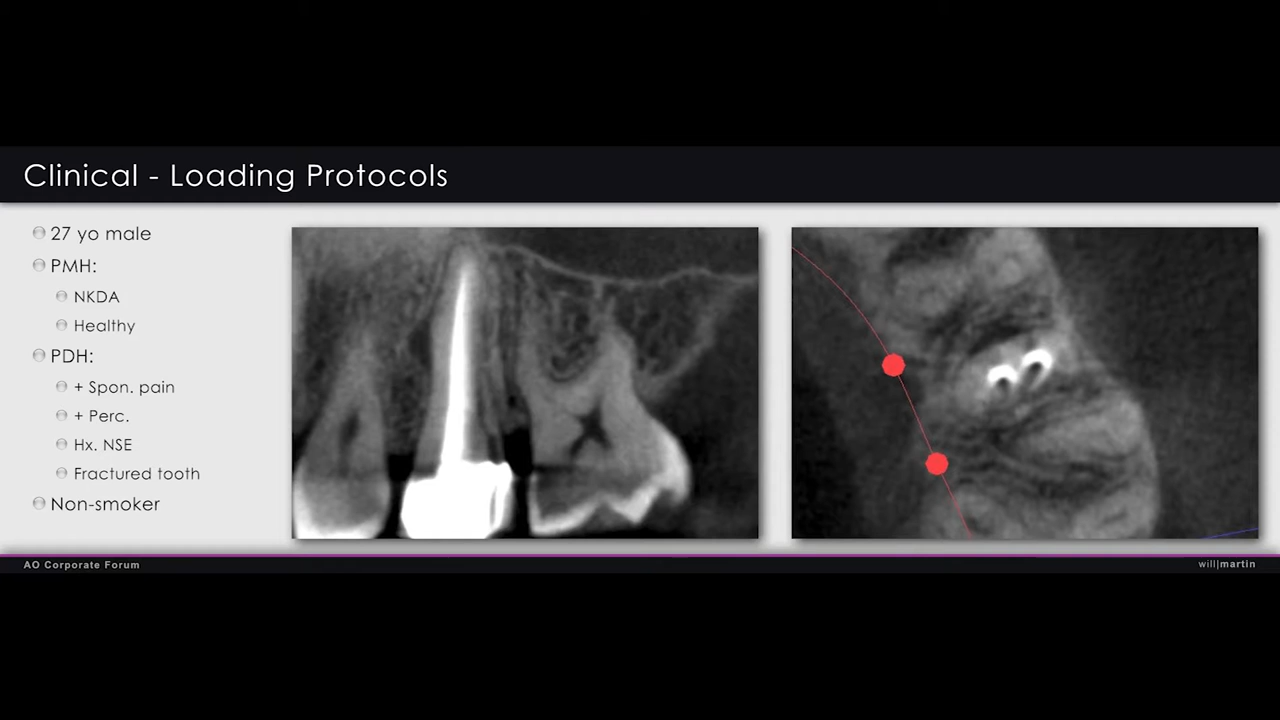 Clinical - Loading Protocols
27 yo male
PMH:
NKDA
Healthy
PDH:
+ Spon. pain
+ Perc.
Hx. NSE
Fractured tooth
Non-smoker
AO Corporate Forum
will|martin